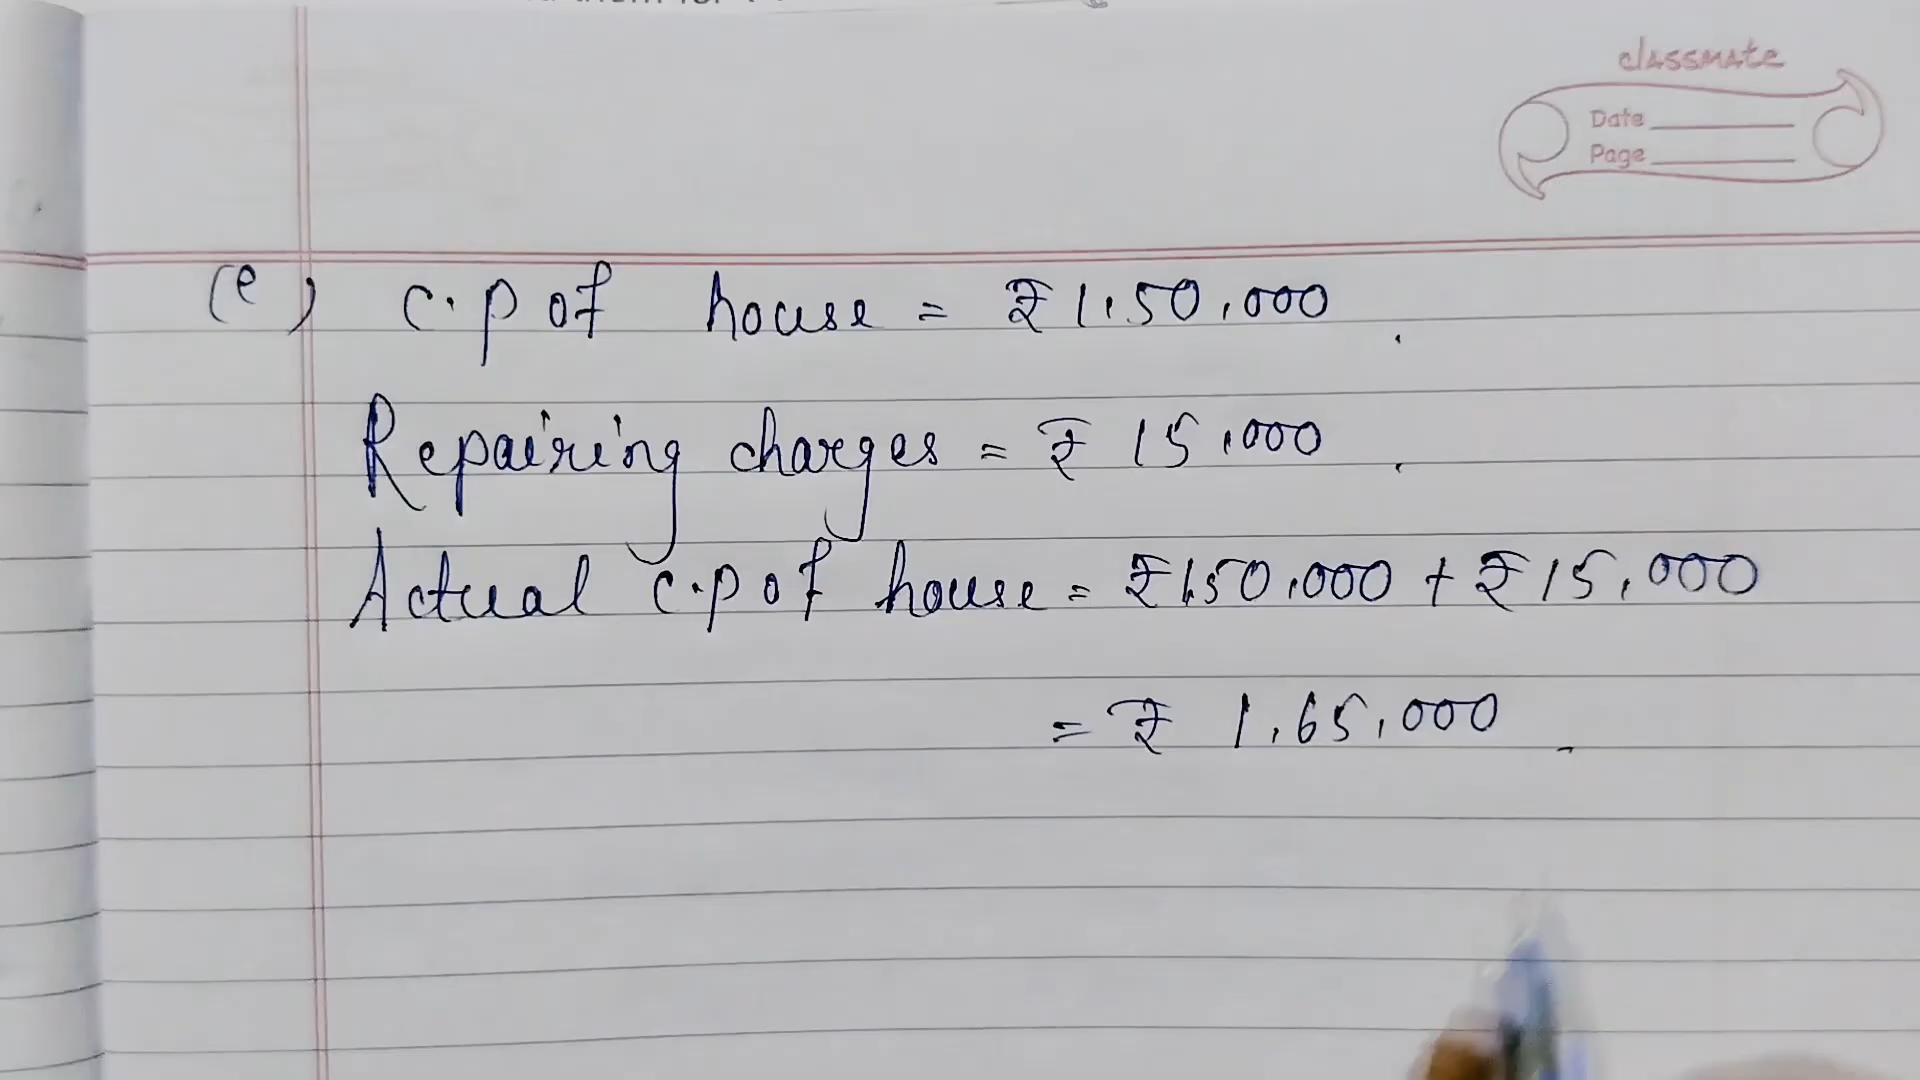 classmate
Date
Page
(e) C.P of house = ₹ 1,50,000
Repairing charges = ₹ 15,000
Actual C.P of house = ₹ 1,50,000 + ₹ 15,000
= ₹ 1,65,000